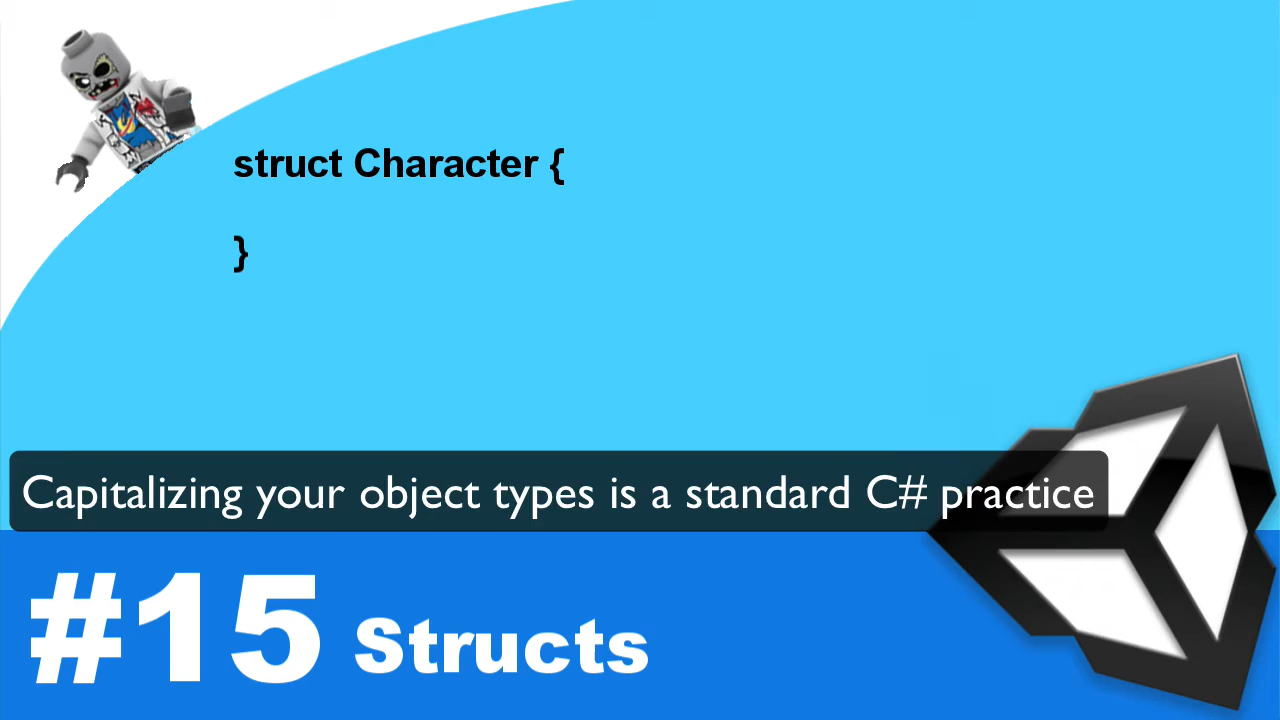 struct Character {
}
Capitalizing your object types is a standard C# practice
#15 Structs